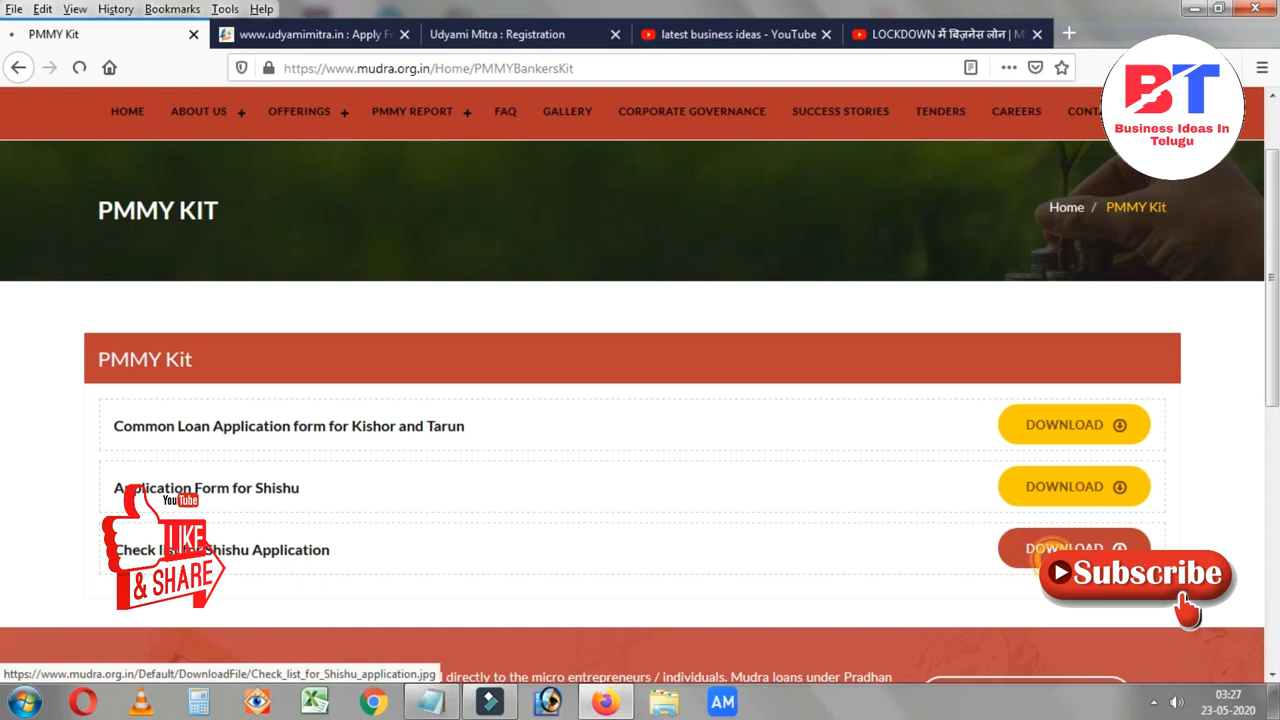 File Edit View History Bookmarks Tools Help
PMMY Kit
www.udyamimitra.in : Apply
Udyami Mitra : Registration
latest business ideas - YouTube
LOCKDOWN में बिज़नेस लोन |
https://www.mudra.org.in/Home/PMMYBankersKit
BT
Business Ideas In
Telugu
HOME ABOUT US + OFFERINGS + PMMY REPORT + FAQ GALLERY CORPORATE GOVERNANCE SUCCESS STORIES TENDERS CAREERS
PMMY KIT
Home / PMMY Kit
PMMY Kit
Common Loan Application form for Kishor and Tarun DOWNLOAD
Application Form for Shishu DOWNLOAD
Check list for Shishu Application DOWNLOAD
YouTube
LIKE
& SHARE
Subscribe
https://www.mudra.org.in/Default/DownloadFile/Check_list_for_Shishu_application.jpg
directly to the micro entrepreneurs / individuals. Mudra loans under Pradhan
AM
03:27
23-05-2020